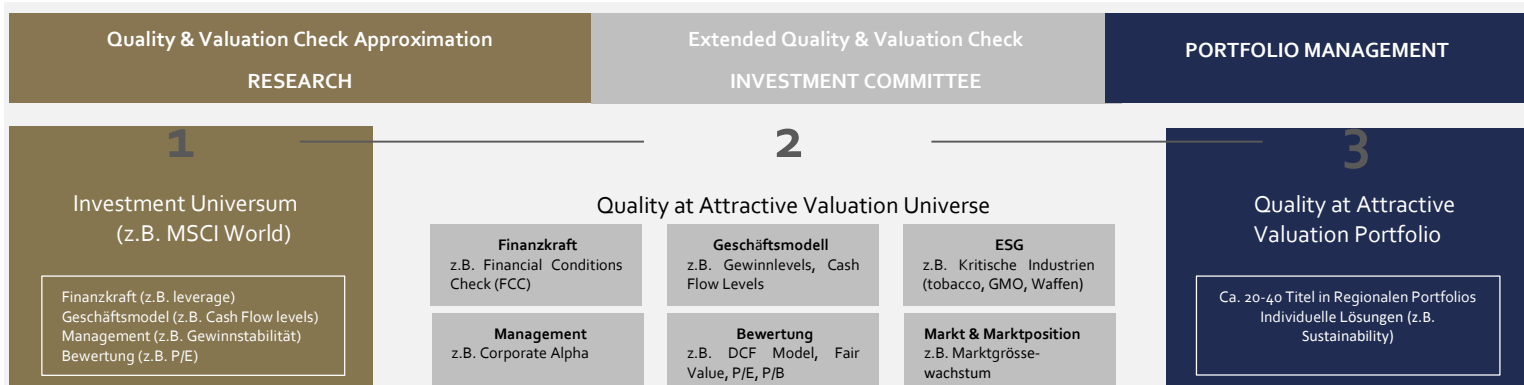 Quality & Valuation Check Approximation
RESEARCH
Extended Quality & Valuation Check
INVESTMENT COMMITTEE
PORTFOLIO MANAGEMENT
1
Investment Universum
(z.B. MSCI World)
Finanzkraft (z.B. leverage)
Geschäftsmodel (z.B. Cash Flow levels)
Management (z.B. Gewinnstabilität)
Bewertung (z.B. P/E)
2
Quality at Attractive Valuation Universe
Finanzkraft
z.B. Financial Conditions
Check (FCC)
Geschäftsmodell
z.B. Gewinnlevels, Cash
Flow Levels
ESG
z.B. Kritische Industrien
(tobacco, GMO, Waffen)
Management
z.B. Corporate Alpha
Bewertung
z.B. DCF Model, Fair
Value, P/E, P/B
Markt & Marktposition
z.B. Marktgrösse-
wachstum
3
Quality at Attractive
Valuation Portfolio
Ca. 20-40 Titel in Regionalen Portfolios
Individuelle Lösungen (z.B.
Sustainability)